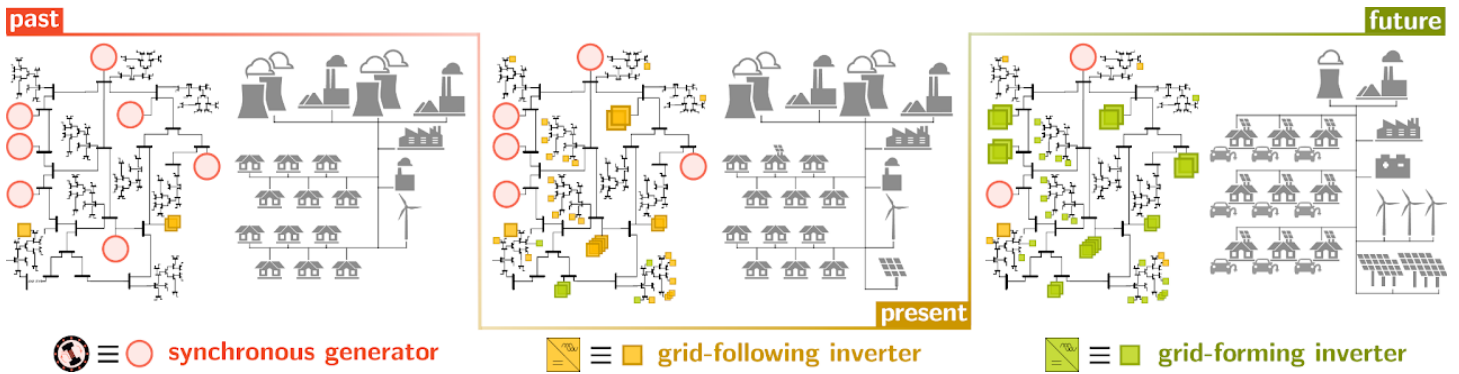 past
future
present
synchronous generator
grid-following inverter
grid-forming inverter